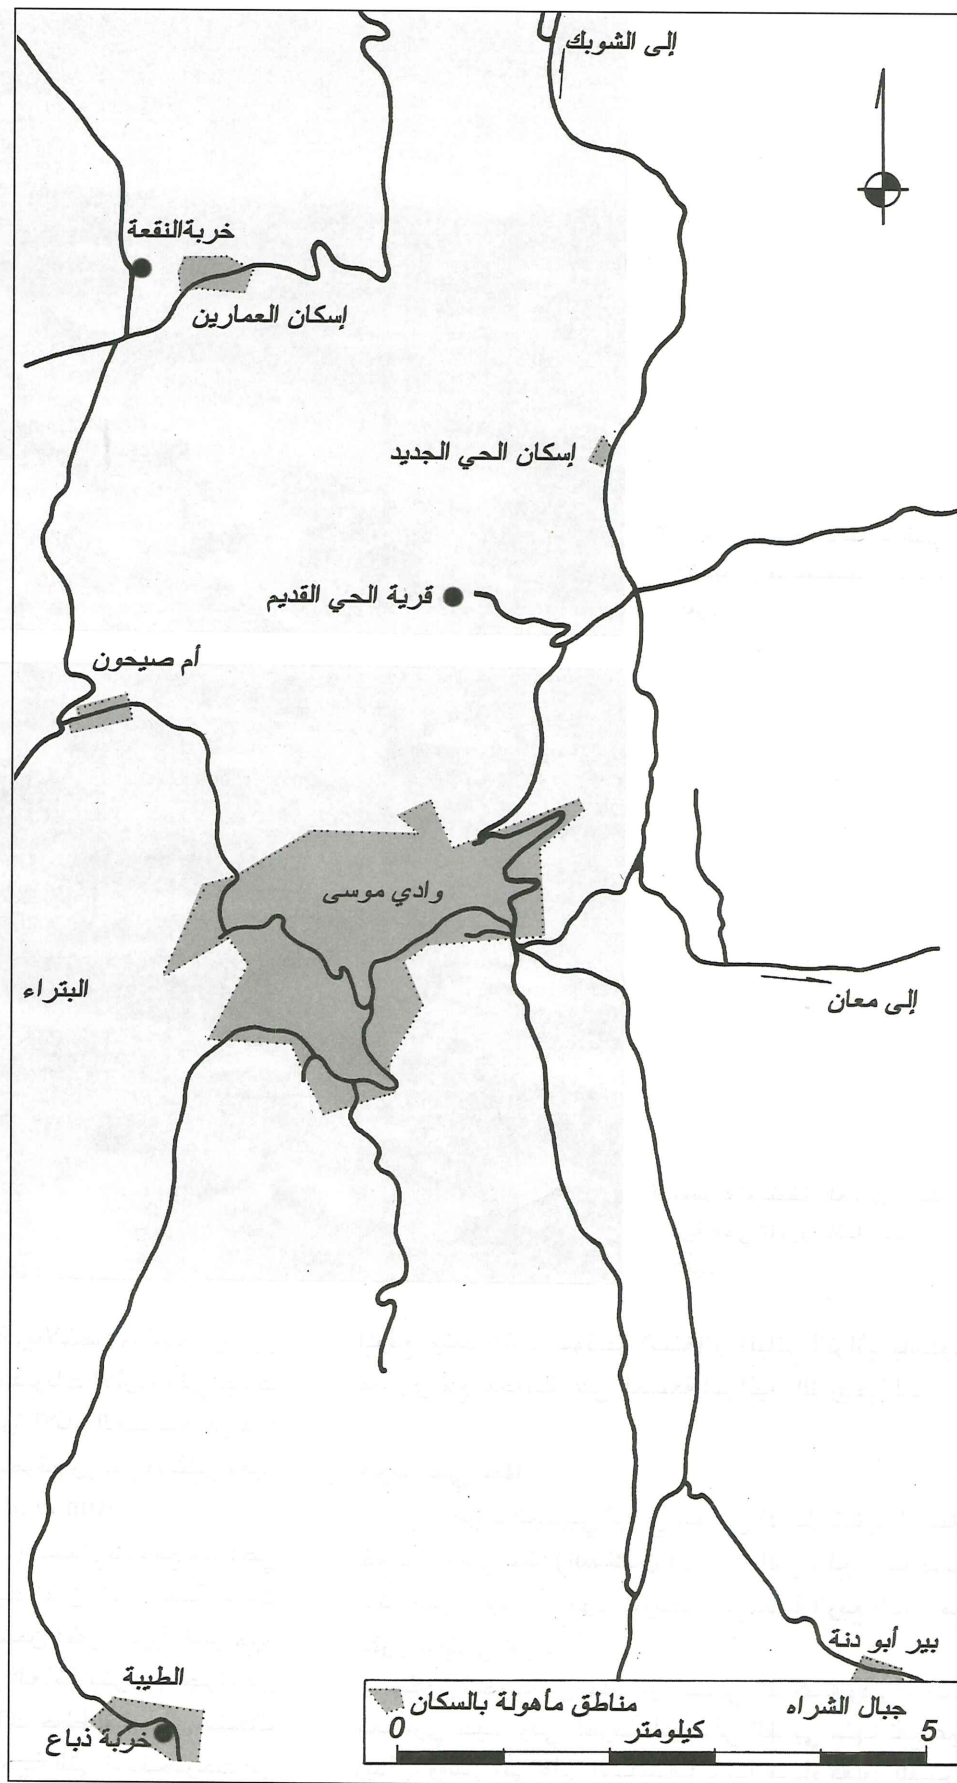 إلى الشوبك
خربة النقعة
إسكان العمارين
إسكان الحي الجديد
قرية الحي القديم
أم صيحون
وادي موسى
البتراء
إلى معان
بير أبو دنة
الطيبة
خربة ذباع
جبال الشراه
مناطق مأهولة بالسكان
0 كيلومتر 5